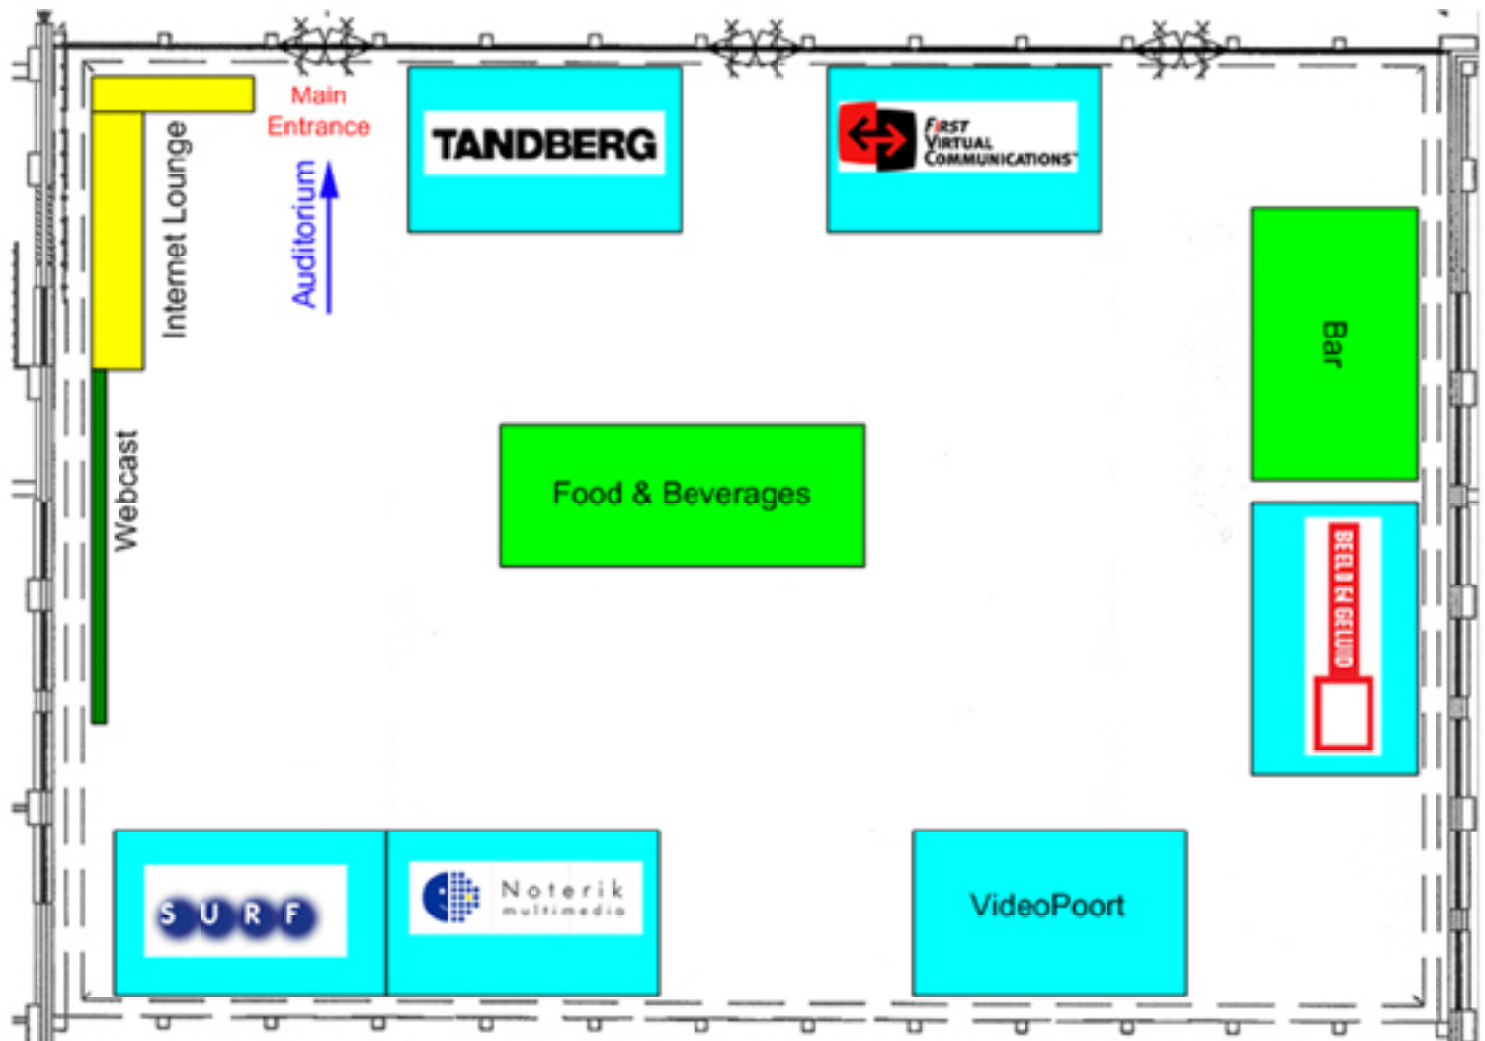 Main
Entrance
TANDBERG
FIRST
VIRTUAL
COMMUNICATIONS™
Internet Lounge
Auditorium
Bar
Webcast
Food & Beverages
BEELD EN GELUID
SURF
Noterik
multimedia
VideoPoort